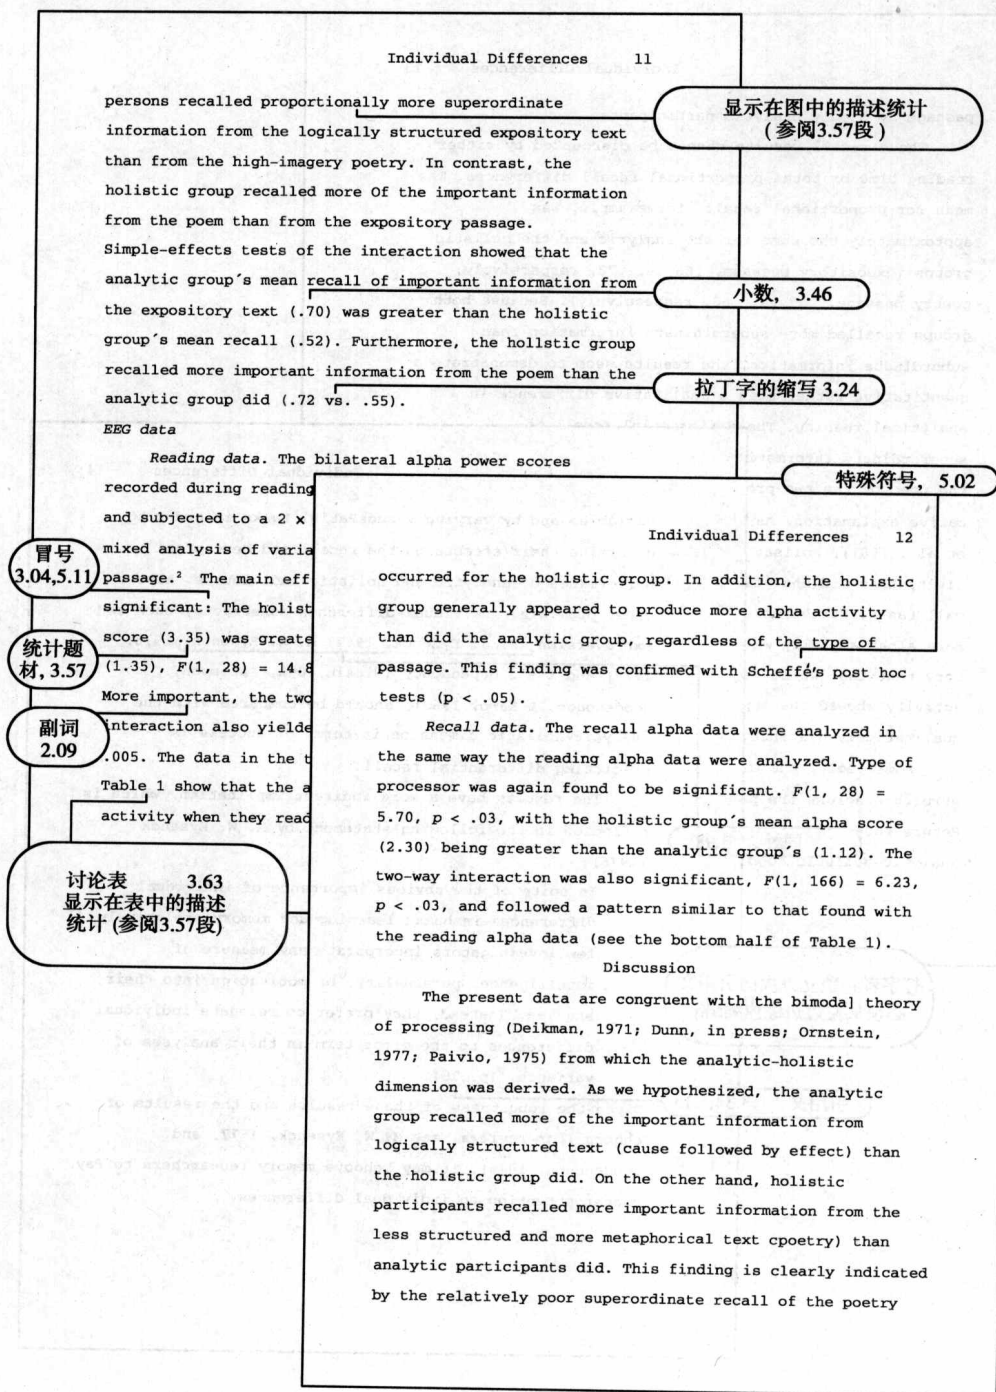 Individual Differences 11
persons recalled proportionally more superordinate
information from the logically structured expository text
than from the high-imagery poetry. In contrast, the
holistic group recalled more Of the important information
from the poem than from the expository passage.
Simple-effects tests of the interaction showed that the
analytic group's mean recall of important information from
the expository text (.70) was greater than the holistic
group's mean recall (.52). Furthermore, the hollstlc group
recalled more important information from the poem than the
analytic group did (.72 vs. .55).
EEG data
Reading data. The bilateral alpha power scores
recorded during reading
and subjected to a 2 ×
mixed analysis of varia
passage.² The main eff
significant: The holist
score (3.35) was greate
(1.35), F(1, 28) = 14.8
More important, the two
interaction also yielde
.005. The data in the t
Table 1 show that the a
activity when they read
显示在图中的描述统计
(参阅3.57段)
小数, 3.46
拉丁字的缩写 3.24
特殊符号, 5.02
冒号
3.04,5.11
统计题
材, 3.57
副词
2.09
讨论表 3.63
显示在表中的描述
统计 (参阅3.57段)
Individual Differences 12
occurred for the ho1istic group. In addition, the holistic
group generally appeared to produce more alpha activity
than did the analytic group, regardless of the type of
passage. This finding was confirmed with Scheffé's post hoc
tests (p < .05).
Recall data. The recall alpha data were analyzed in
the same way the reading alpha data were analyzed. Type of
processor was again found to be significant. F(1, 28) =
5.70, p < .03, with the holistic group's mean alpha score
(2.30) being greater than the analytic group's (1.12). The
two-way interaction was also significant, F(1, 166) = 6.23,
p < .03, and followed a pattern similar to that found with
the reading alpha data (see the bottom half of Table 1).
Discussion
The present data are congruent with the bimoda] theory
of processing (Deikman, 1971; Dunn, in press; Ornstein,
1977; Paivio, 1975) from which the analytic-holistic
dimension was derived. As we hypothesized, the analytic
group recalled more of the important information from
logically structured text (cause followed by effect) than
the holistic group did. On the other hand, holistic
participants recalled more important information from the
less structured and more metaphorical text cpoetry) than
analytic participants did. This finding is clearly indicated
by the relatively poor superordinate recall of the poetry